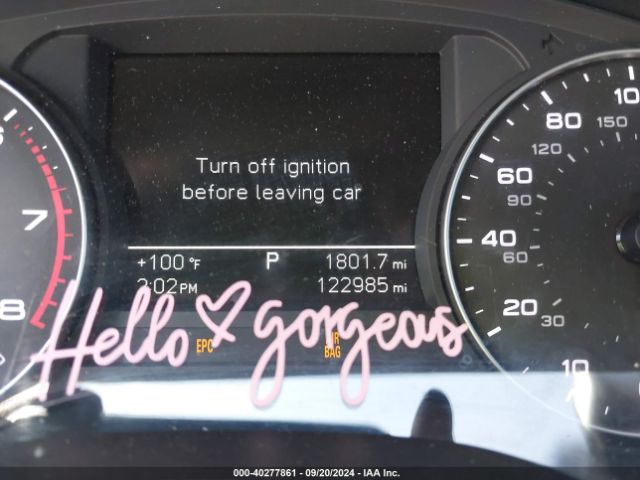 Turn off ignition
before leaving car
+100 °F P 1801.7 mi
2:02PM 122985 mi
Hello gorgeous
EPC AIR
BAG
6
7
8
100
80
60
40
20
10
150
120
90
60
30
000-40277861 - 09/20/2024 - IAA Inc.